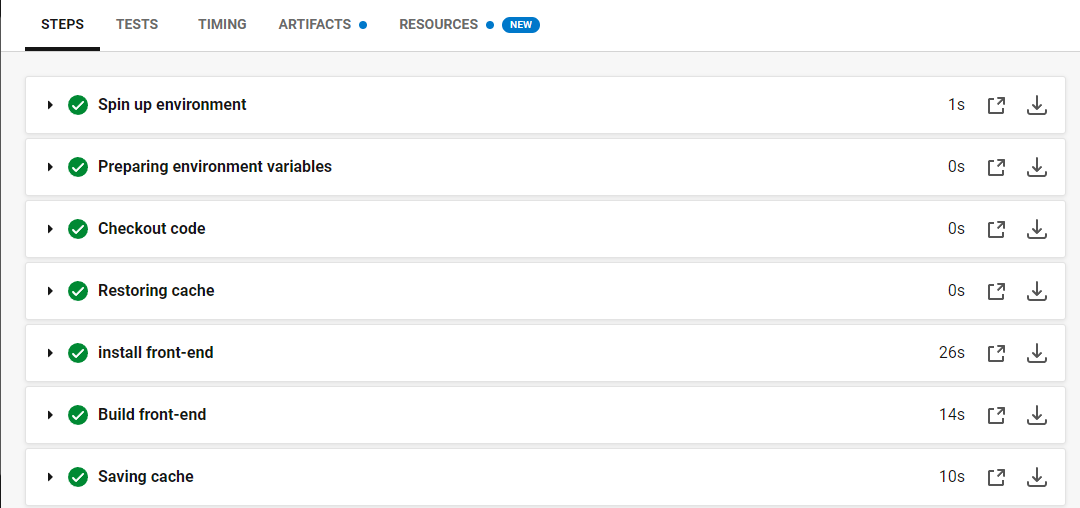 STEPS TESTS TIMING ARTIFACTS RESOURCES NEW
Spin up environment 1s
Preparing environment variables 0s
Checkout code 0s
Restoring cache 0s
install front-end 26s
Build front-end 14s
Saving cache 10s